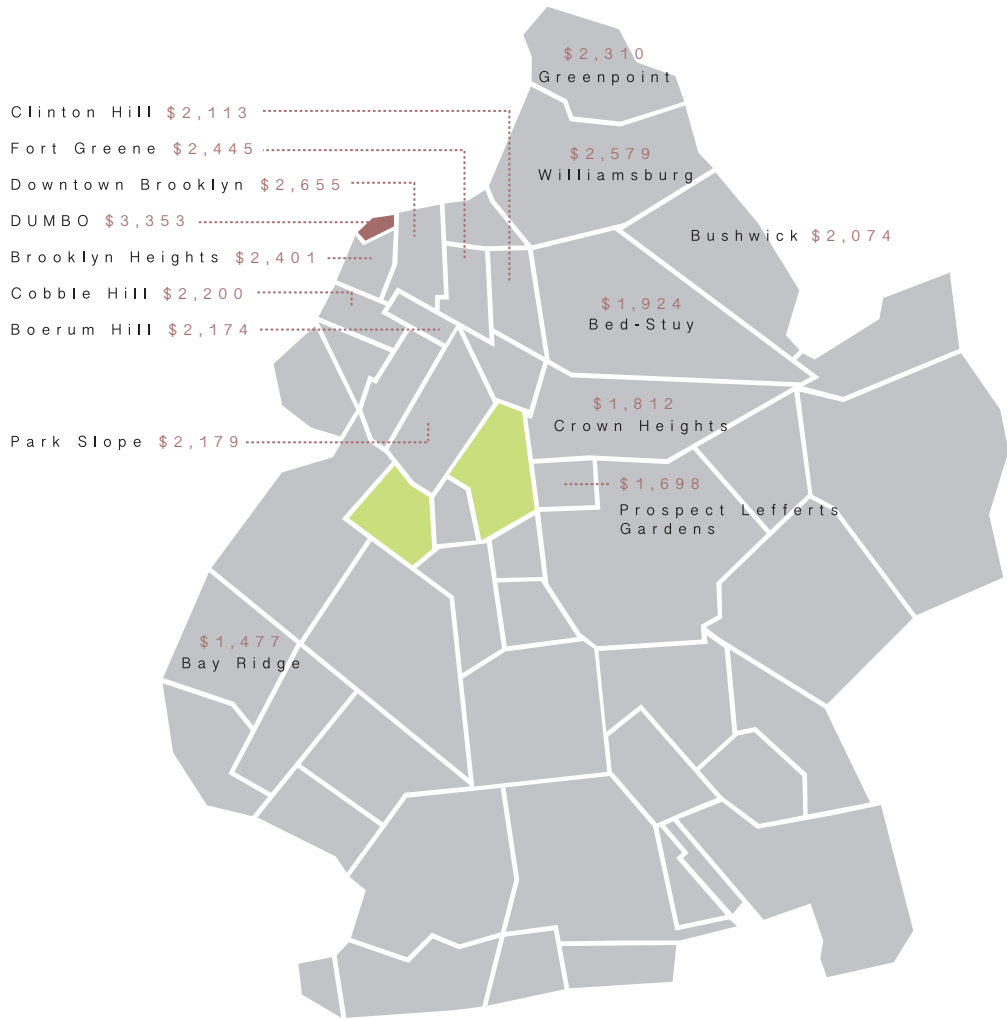 $2,310
Greenpoint
Clinton Hill $2,113
Fort Greene $2,445
$2,579
Williamsburg
Downtown Brooklyn $2,655
DUMBO $3,353
Bushwick $2,074
Brooklyn Heights $2,401
Cobble Hill $2,200
$1,924
Bed-Stuy
Boerum Hill $2,174
$1,812
Crown Heights
Park Slope $2,179
$1,698
Prospect Lefferts
Gardens
$1,477
Bay Ridge